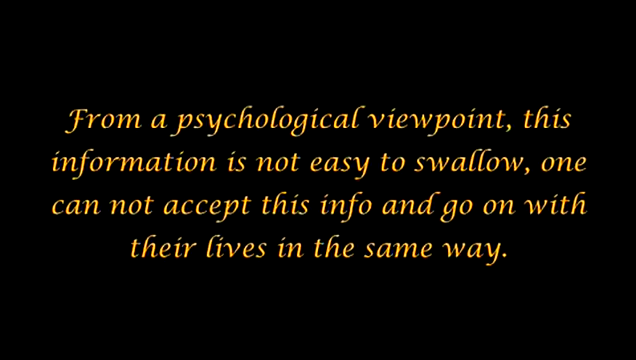 From a psychological viewpoint, this
information is not easy to swallow, one
can not accept this info and go on with
their lives in the same way.